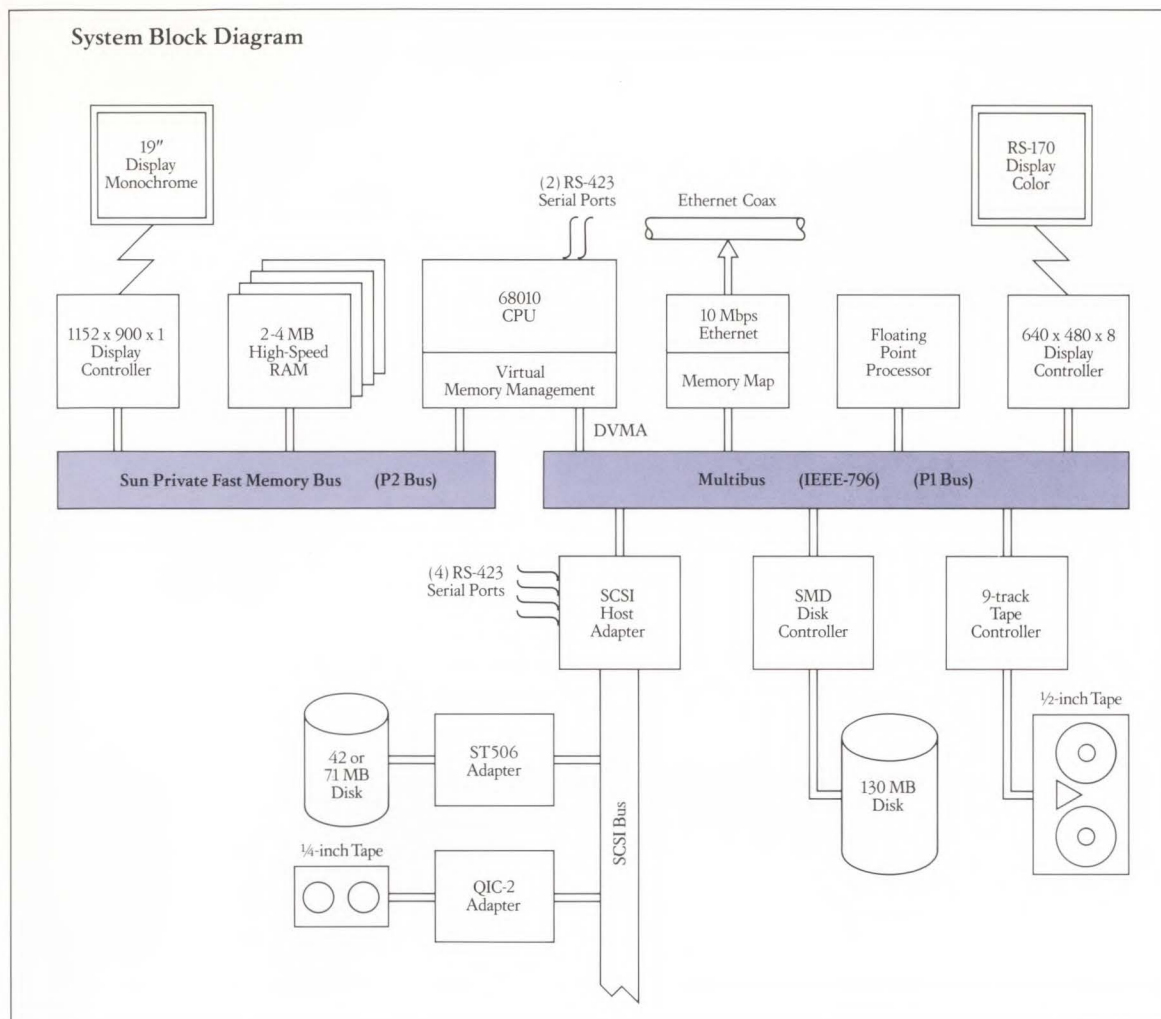 System Block Diagram
19"
Display
Monochrome
(2) RS-423
Serial Ports
Ethernet Coax
RS-170
Display
Color
1152 x 900 x 1
Display
Controller
2-4 MB
High-Speed
RAM
68010
CPU
Virtual
Memory Management
10 Mbps
Ethernet
Memory Map
Floating
Point
Processor
640 x 480 x 8
Display
Controller
DVMA
Sun Private Fast Memory Bus (P2 Bus)
Multibus (IEEE-796) (P1 Bus)
(4) RS-423
Serial Ports
SCSI
Host
Adapter
SMD
Disk
Controller
9-track
Tape
Controller
42 or
71 MB
Disk
ST506
Adapter
130 MB
Disk
½-inch Tape
¼-inch Tape
QIC-2
Adapter
SCSI Bus